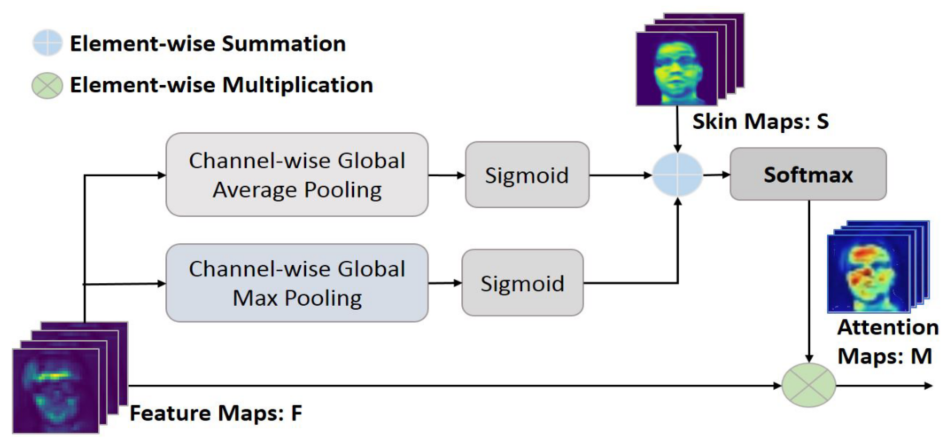 Element-wise Summation
Element-wise Multiplication
Skin Maps: S
Channel-wise Global
Average Pooling
Sigmoid
Softmax
Channel-wise Global
Max Pooling
Sigmoid
Attention
Maps: M
Feature Maps: F